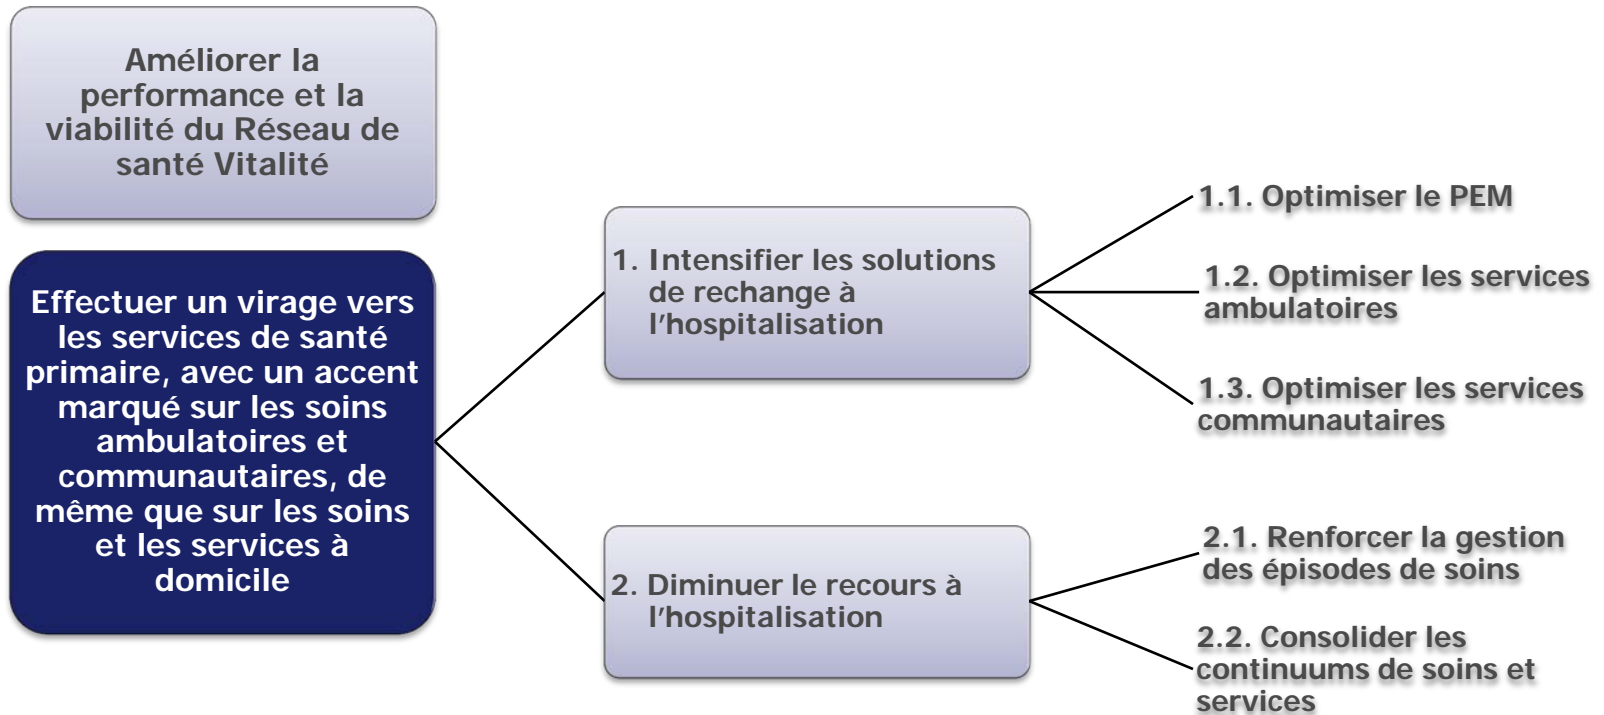 Améliorer la
performance et la
viabilité du Réseau de
santé Vitalité
Effectuer un virage vers
les services de santé
primaire, avec un accent
marqué sur les soins
ambulatoires et
communautaires, de
même que sur les soins
et les services à
domicile
1. Intensifier les solutions
de rechange à
l'hospitalisation
1.1. Optimiser le PEM
1.2. Optimiser les services
ambulatoires
1.3. Optimiser les services
communautaires
2. Diminuer le recours à
l'hospitalisation
2.1. Renforcer la gestion
des épisodes de soins
2.2. Consolider les
continuums de soins et
services